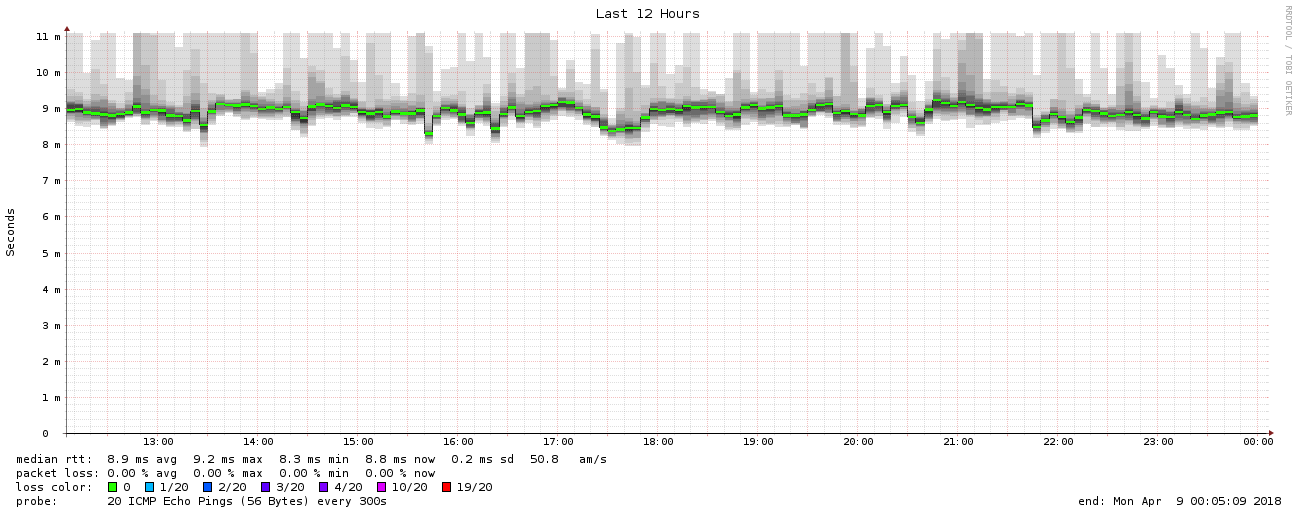 Last 12 Hours
RRDTOOL / TOBI OETIKER
Seconds
11 m
10 m
9 m
8 m
7 m
6 m
5 m
4 m
3 m
2 m
1 m
0
13:00 14:00 15:00 16:00 17:00 18:00 19:00 20:00 21:00 22:00 23:00 00:00
median rtt: 8.9 ms avg 9.2 ms max 8.3 ms min 8.8 ms now 0.2 ms sd 50.8 am/s
packet loss: 0.00 % avg 0.00 % max 0.00 % min 0.00 % now
loss color: 0 1/20 2/20 3/20 4/20 10/20 19/20
probe: 20 ICMP Echo Pings (56 Bytes) every 300s end: Mon Apr 9 00:05:09 2018